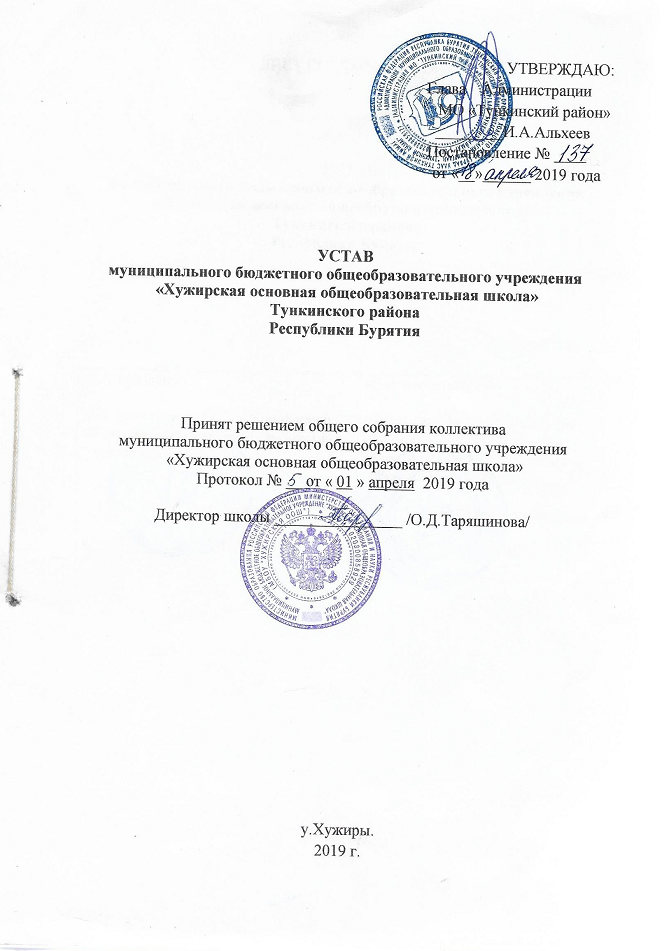 УТВЕРЖДАЮ:
Глава Администрации
МО «Тункинский район»
И.А.Альхеев
Постановление № 137
от «18» апреля 2019 года
УСТАВ
муниципального бюджетного общеобразовательного учреждения
«Хужирская основная общеобразовательная школа»
Тункинского района
Республики Бурятия
Принят решением общего собрания коллектива
муниципального бюджетного общеобразовательного учреждения
«Хужирская основная общеобразовательная школа»
Протокол № 5 от « 01 » апреля 2019 года
Директор школы /О.Д.Таряшинова/
у.Хужиры.
2019 г.